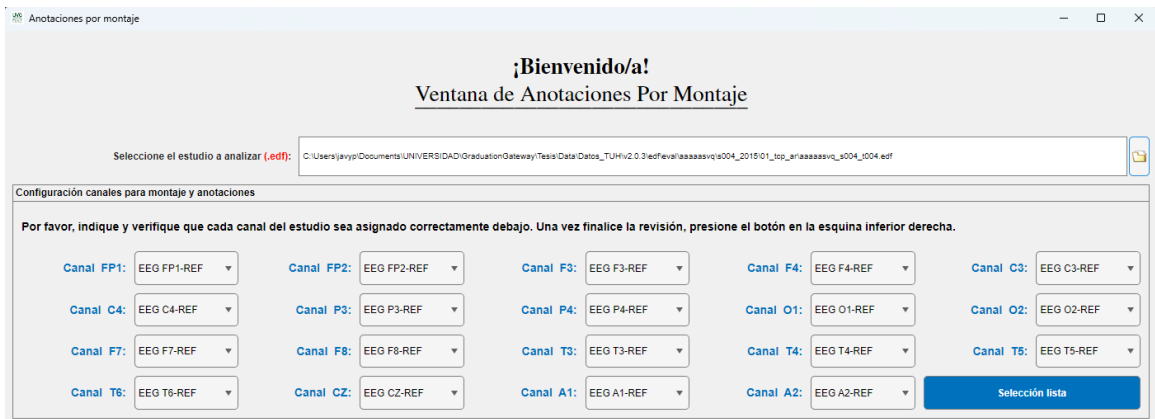 Anotaciones por montaje
¡Bienvenido/a!
Ventana de Anotaciones Por Montaje
Seleccione el estudio a analizar (.edf): C:\Users\javyp\Documents\UNIVERSIDAD\GraduationGateway\Tesis\Data\Datos_TUH\v2.0.3\edf\eval\aaaaasvq\s004_2015\01_tcp_ar\aaaaasvq_s004_t004.edf
Configuración canales para montaje y anotaciones
Por favor, indique y verifique que cada canal del estudio sea asignado correctamente debajo. Una vez finalice la revisión, presione el botón en la esquina inferior derecha.
Canal FP1: EEG FP1-REF Canal FP2: EEG FP2-REF Canal F3: EEG F3-REF Canal F4: EEG F4-REF Canal C3: EEG C3-REF
Canal C4: EEG C4-REF Canal P3: EEG P3-REF Canal P4: EEG P4-REF Canal O1: EEG O1-REF Canal O2: EEG O2-REF
Canal F7: EEG F7-REF Canal F8: EEG F8-REF Canal T3: EEG T3-REF Canal T4: EEG T4-REF Canal T5: EEG T5-REF
Canal T6: EEG T6-REF Canal CZ: EEG CZ-REF Canal A1: EEG A1-REF Canal A2: EEG A2-REF Selección lista